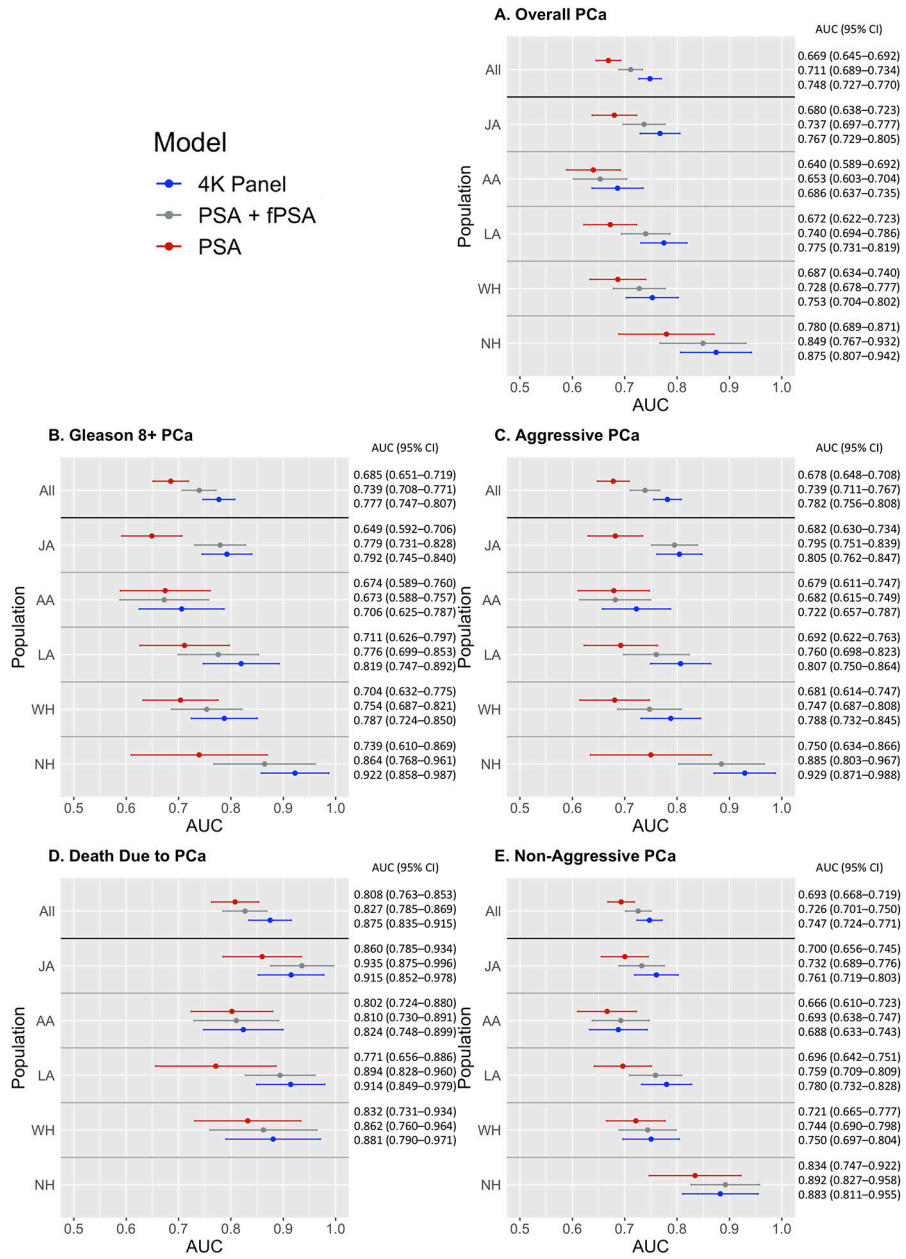 A. Overall PCa
AUC (95% CI)
Model
4K Panel
PSA + fPSA
PSA
Population
All
0.669 (0.645–0.692)
0.711 (0.689–0.734)
0.748 (0.727–0.770)
JA
0.680 (0.638–0.723)
0.737 (0.697–0.777)
0.767 (0.729–0.805)
AA
0.640 (0.589–0.692)
0.653 (0.603–0.704)
0.686 (0.637–0.735)
LA
0.672 (0.622–0.723)
0.740 (0.694–0.786)
0.775 (0.731–0.819)
WH
0.687 (0.634–0.740)
0.728 (0.678–0.777)
0.753 (0.704–0.802)
NH
0.780 (0.689–0.871)
0.849 (0.767–0.932)
0.875 (0.807–0.942)
0.5 0.6 0.7 0.8 0.9 1.0
AUC
B. Gleason 8+ PCa
AUC (95% CI)
Population
All
0.685 (0.651–0.719)
0.739 (0.708–0.771)
0.777 (0.747–0.807)
JA
0.649 (0.592–0.706)
0.779 (0.731–0.828)
0.792 (0.745–0.840)
AA
0.674 (0.589–0.760)
0.673 (0.588–0.757)
0.706 (0.625–0.787)
LA
0.711 (0.626–0.797)
0.776 (0.699–0.853)
0.819 (0.747–0.892)
WH
0.704 (0.632–0.775)
0.754 (0.687–0.821)
0.787 (0.724–0.850)
NH
0.739 (0.610–0.869)
0.864 (0.768–0.961)
0.922 (0.858–0.987)
0.5 0.6 0.7 0.8 0.9 1.0
AUC
C. Aggressive PCa
AUC (95% CI)
Population
All
0.678 (0.648–0.708)
0.739 (0.711–0.767)
0.782 (0.756–0.808)
JA
0.682 (0.630–0.734)
0.795 (0.751–0.839)
0.805 (0.762–0.847)
AA
0.679 (0.611–0.747)
0.682 (0.615–0.749)
0.722 (0.657–0.787)
LA
0.692 (0.622–0.763)
0.760 (0.698–0.823)
0.807 (0.750–0.864)
WH
0.681 (0.614–0.747)
0.747 (0.687–0.808)
0.788 (0.732–0.845)
NH
0.750 (0.634–0.866)
0.885 (0.803–0.967)
0.929 (0.871–0.988)
0.5 0.6 0.7 0.8 0.9 1.0
AUC
D. Death Due to PCa
AUC (95% CI)
Population
All
0.808 (0.763–0.853)
0.827 (0.785–0.869)
0.875 (0.835–0.915)
JA
0.860 (0.785–0.934)
0.935 (0.875–0.996)
0.915 (0.852–0.978)
AA
0.802 (0.724–0.880)
0.810 (0.730–0.891)
0.824 (0.748–0.899)
LA
0.771 (0.656–0.886)
0.894 (0.828–0.960)
0.914 (0.849–0.979)
WH
0.832 (0.731–0.934)
0.862 (0.760–0.964)
0.881 (0.790–0.971)
NH
0.5 0.6 0.7 0.8 0.9 1.0
AUC
E. Non-Aggressive PCa
AUC (95% CI)
Population
All
0.693 (0.668–0.719)
0.726 (0.701–0.750)
0.747 (0.724–0.771)
JA
0.700 (0.656–0.745)
0.732 (0.689–0.776)
0.761 (0.719–0.803)
AA
0.666 (0.610–0.723)
0.693 (0.638–0.747)
0.688 (0.633–0.743)
LA
0.696 (0.642–0.751)
0.759 (0.709–0.809)
0.780 (0.732–0.828)
WH
0.721 (0.665–0.777)
0.744 (0.690–0.798)
0.750 (0.697–0.804)
NH
0.834 (0.747–0.922)
0.892 (0.827–0.958)
0.883 (0.811–0.955)
0.5 0.6 0.7 0.8 0.9 1.0
AUC